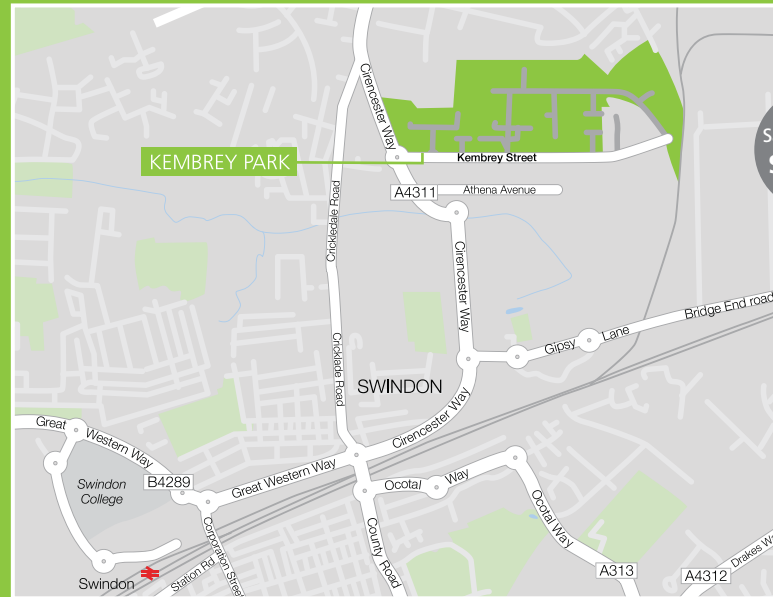 Cirencester Way
KEMBREY PARK
Kembrey Street
A4311
Athena Avenue
Crickledale Road
Cirencester Way
Bridge End road
Gipsy Lane
Cricklade Road
SWINDON
Cirencester Way
Great Western Way
Swindon
College
B4289
Great Western Way
Ocotal Way
Ocotal Way
Corporation Street
County Road
Station Rd
Swindon
A313
A4312